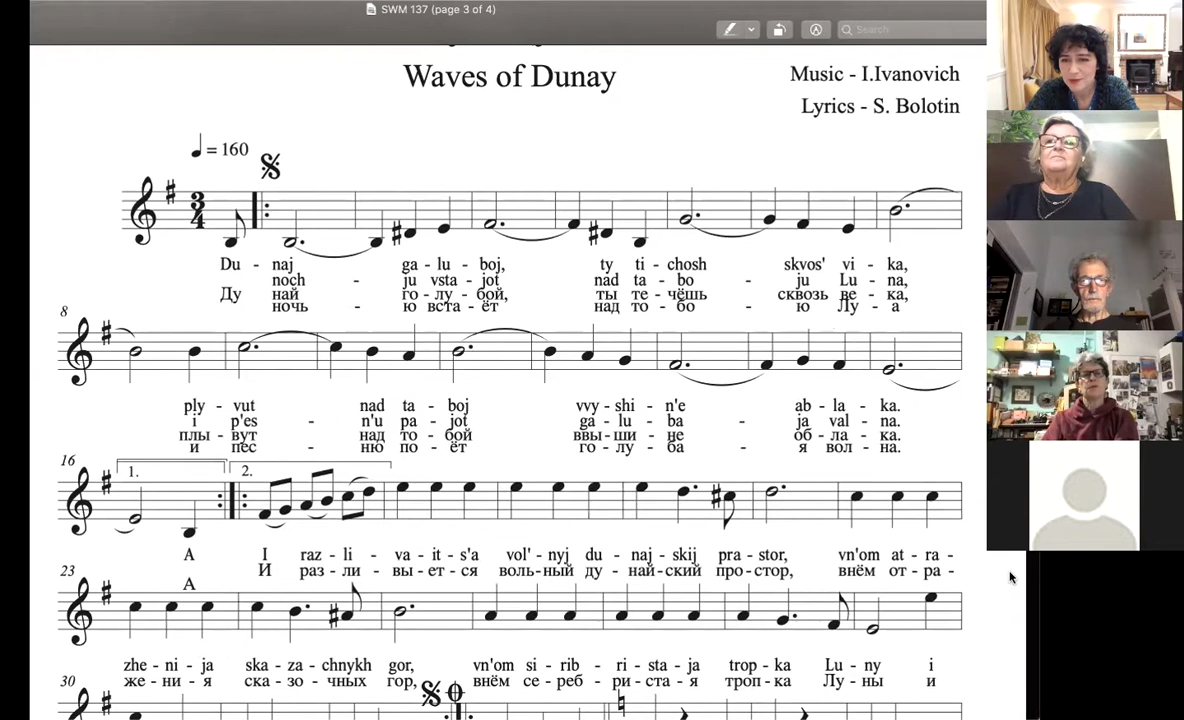 SWM 137 (page 3 of 4)
Search
Waves of Dunay
Music - I.Ivanovich
Lyrics - S. Bolotin
= 160
3
4
Du - naj ga - lu - boj, ty ti - chosh skvos' vi - ka,
noch - ju vsta - jot nad ta - bo - ju Lu - na,
Ду най го - лу - бой, ты те - чёшь сквозь ве - ка,
ночь - ю вста - ёт над то - бо - ю Лу - а
8
ply - vut nad ta - boj vvy - shi - n'e ab - la - ka.
i p'es - n'u pa - jot ga - lu - ba - ja val - na.
плы - вут над то - бой ввы - ши - не об - ла - ка.
и пес - ню по - ёт го - лу - ба - я вол - на.
16
1.
2.
A I raz - li - va - it - s'a vol' - nyj du - naj - skij pra - stor, vn'om at - ra -
И раз - ли - вы - ет - ся воль - ный ду - най - ский про - стор, внём от - ра -
А
23
zhe - ni - ja ska - za - chnykh gor, vn'om si - rib - ri - sta - ja trop - ka Lu - ny i
же - ни - я ска - зо - чных гор, внём се - реб - ри - ста - я троп - ка Лу - ны и
30